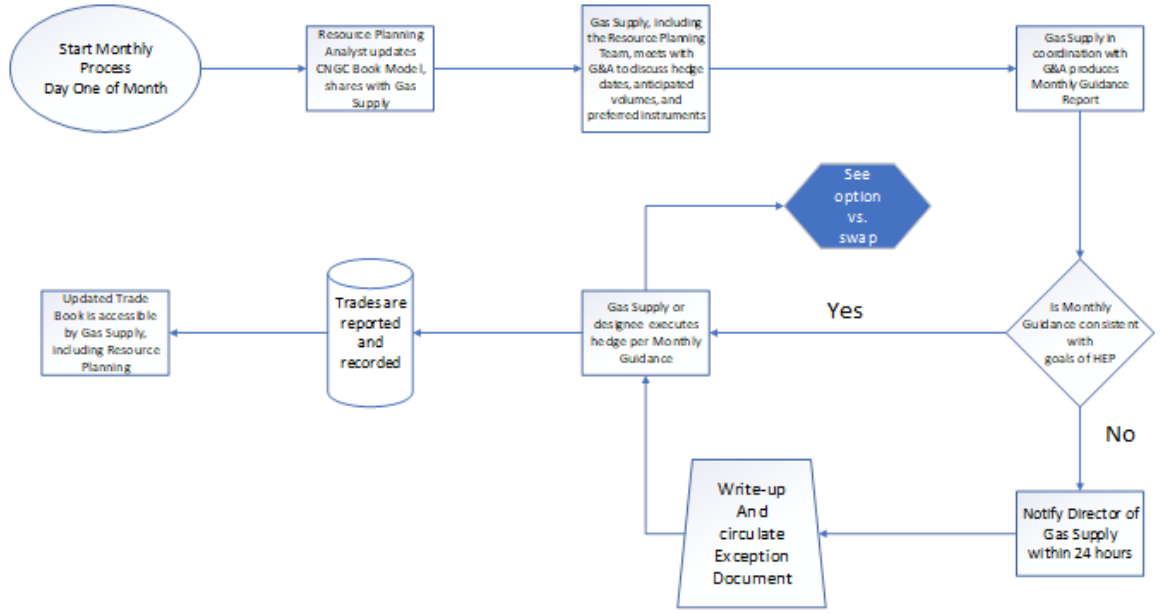 Start Monthly
Process
Day One of Month
Resource Planning
Analyst updates
CNGC Book Model,
shares with Gas
Supply
Gas Supply, including
the Resource Planning
Team, meets with
G&A to discuss hedge
dates, anticipated
volumes, and
preferred instruments
Gas Supply in
coordination with
G&A produces
Monthly Guidance
Report
See
option
vs.
swap
Is Monthly
Guidance consistent
with
goals of HEP
Yes
No
Gas Supply or
designee executes
hedge per Monthly
Guidance
Trades are
reported
and
recorded
Updated Trade
Book is accessible
by Gas Supply,
including Resource
Planning
Notify Director of
Gas Supply
within 24 hours
Write-up
And
circulate
Exception
Document